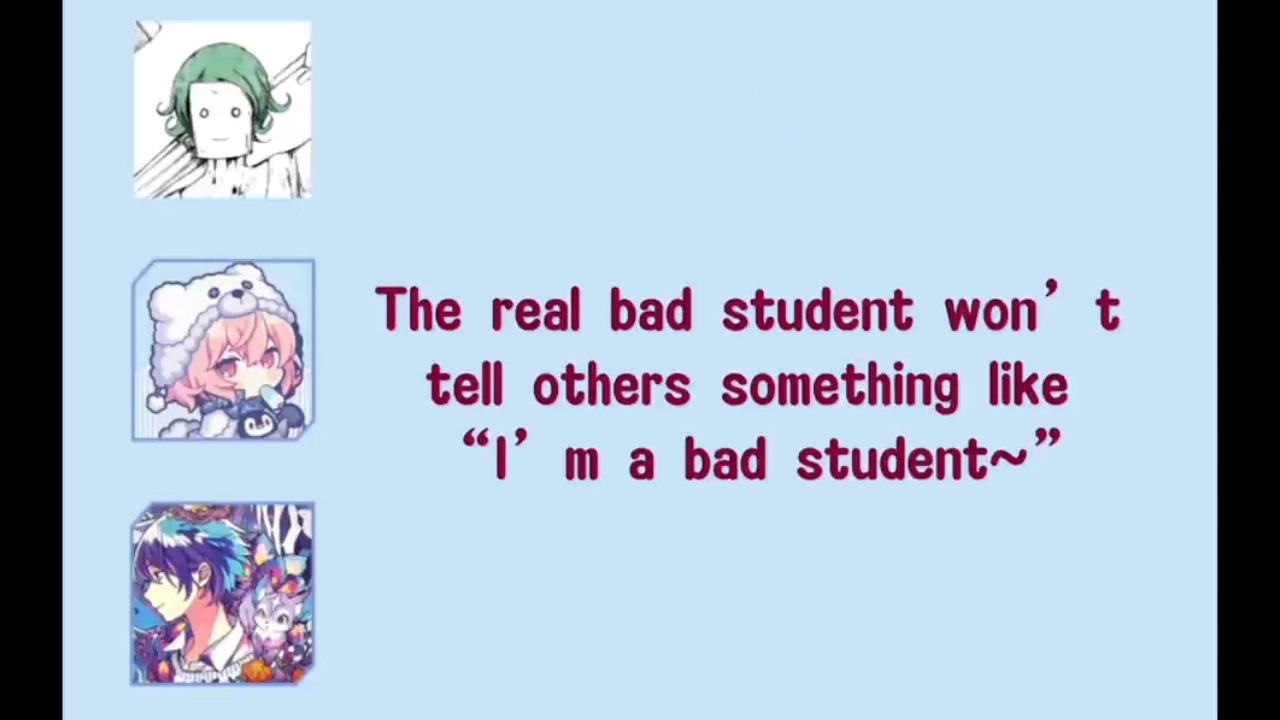 The real bad student won’t
tell others something like
“I’m a bad student~”